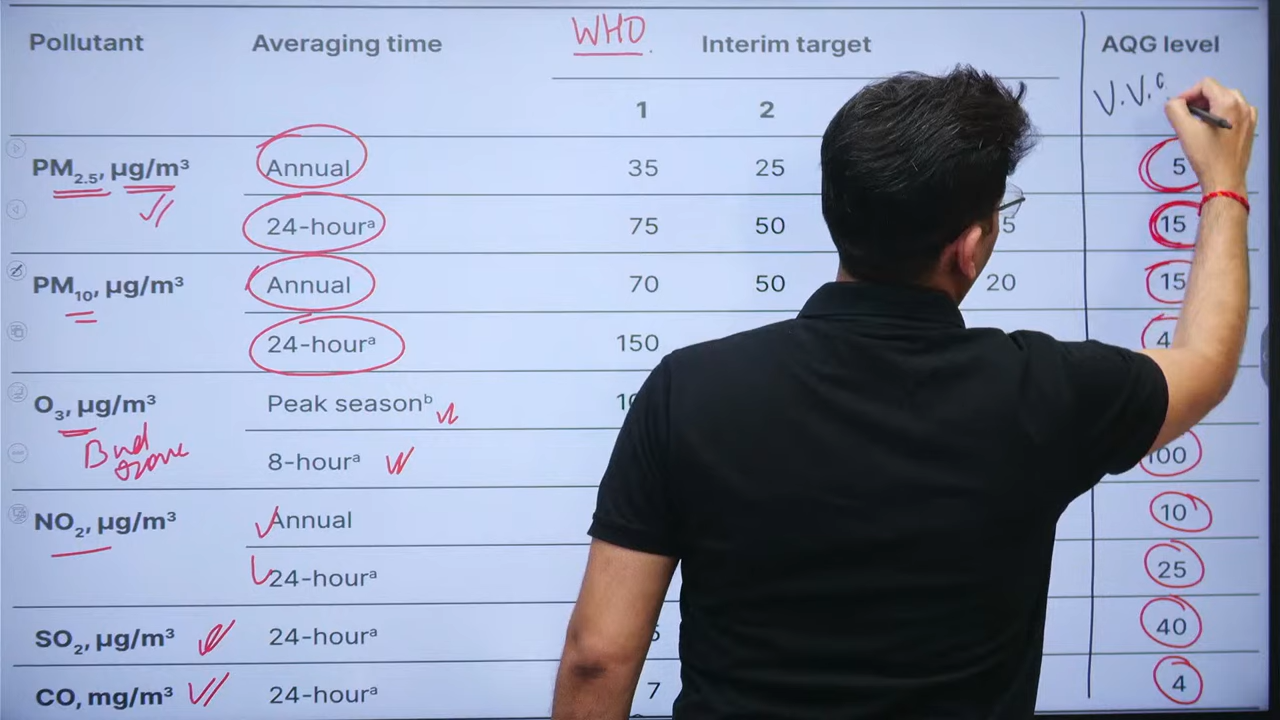 Pollutant Averaging time WHO. Interim target AQG level
1 2 V.V.
PM2.5, µg/m³ Annual 35 25 5
24-hourᵃ 75 50 5 15
PM10, µg/m³ Annual 70 50 20 15
24-hourᵃ 150 4
O3, µg/m³ Peak seasonᵇ 10
Bad ozone 8-hourᵃ 100
NO2, µg/m³ Annual 10
24-hourᵃ 25
SO2, µg/m³ 24-hourᵃ 40
CO, mg/m³ 24-hourᵃ 7 4